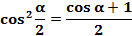 cos² α/2 = (cos α + 1)/2